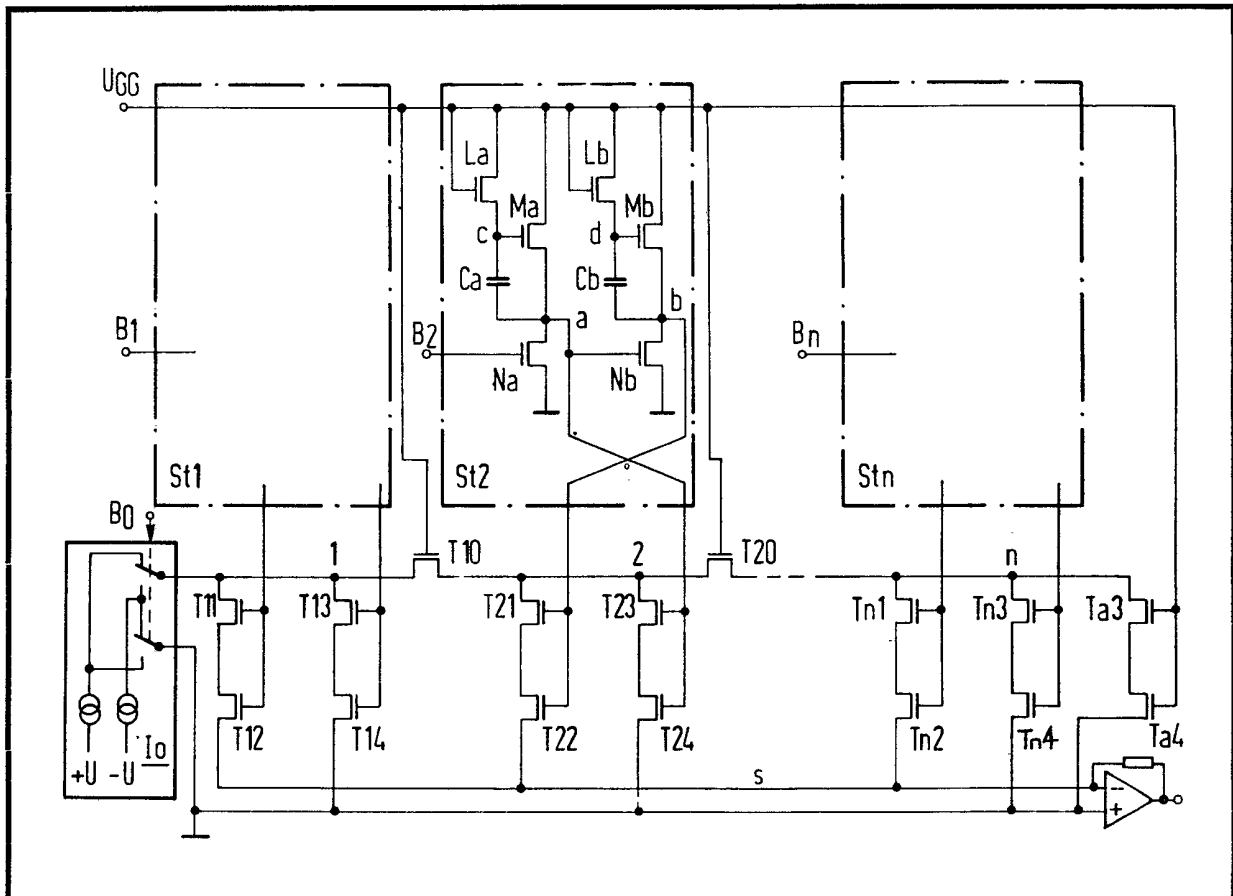 UGG
La
Lb
Ma
Mb
c
d
Ca
Cb
b
a
B1
B2
Bn
Na
Nb
St1
St2
Stn
B0
1
T10
2
T20
n
T11
T13
T21
T23
Tn1
Tn3
Ta3
T12
T14
T22
T24
Tn2
Tn4
Ta4
+U
-U
Io
s
-
+